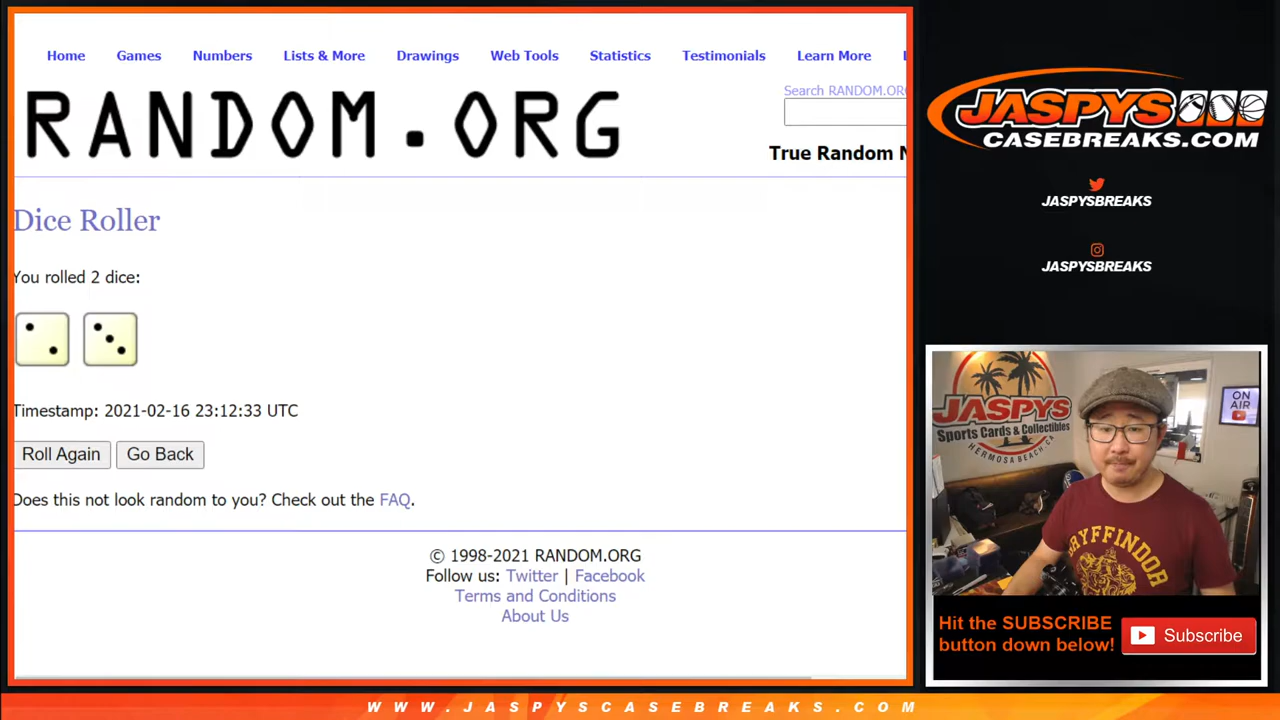 Home Games Numbers Lists & More Drawings Web Tools Statistics Testimonials Learn More
RANDOM.ORG
Search RANDOM.ORG
True Random N
Dice Roller
You rolled 2 dice:
Timestamp: 2021-02-16 23:12:33 UTC
Roll Again Go Back
Does this not look random to you? Check out the FAQ.
© 1998-2021 RANDOM.ORG
Follow us: Twitter | Facebook
Terms and Conditions
About Us
JASPYS
CASEBREAKS.COM
JASPYSBREAKS
JASPYSBREAKS
JASPYS
Sports Cards & Collectibles
HERMOSA BEACH, CA
ON
AIR
GRYFFINDOR
Hit the SUBSCRIBE
button down below!
Subscribe
WWW.JASPYSCASEBREAKS.COM